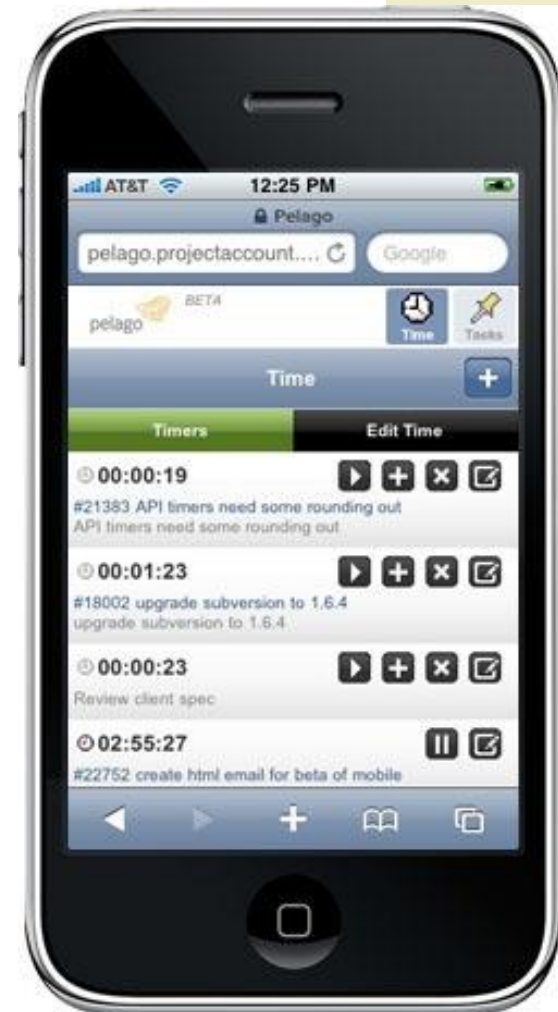 AT&T 12:25 PM
Pelago
pelago.projectaccount.... Google
pelago BETA
Time Tasks
Time
Timers Edit Time
00:00:19
#21383 API timers need some rounding out
API timers need some rounding out
00:01:23
#18002 upgrade subversion to 1.6.4
upgrade subversion to 1.6.4
00:00:23
Review client spec
02:55:27
#22752 create html email for beta of mobile